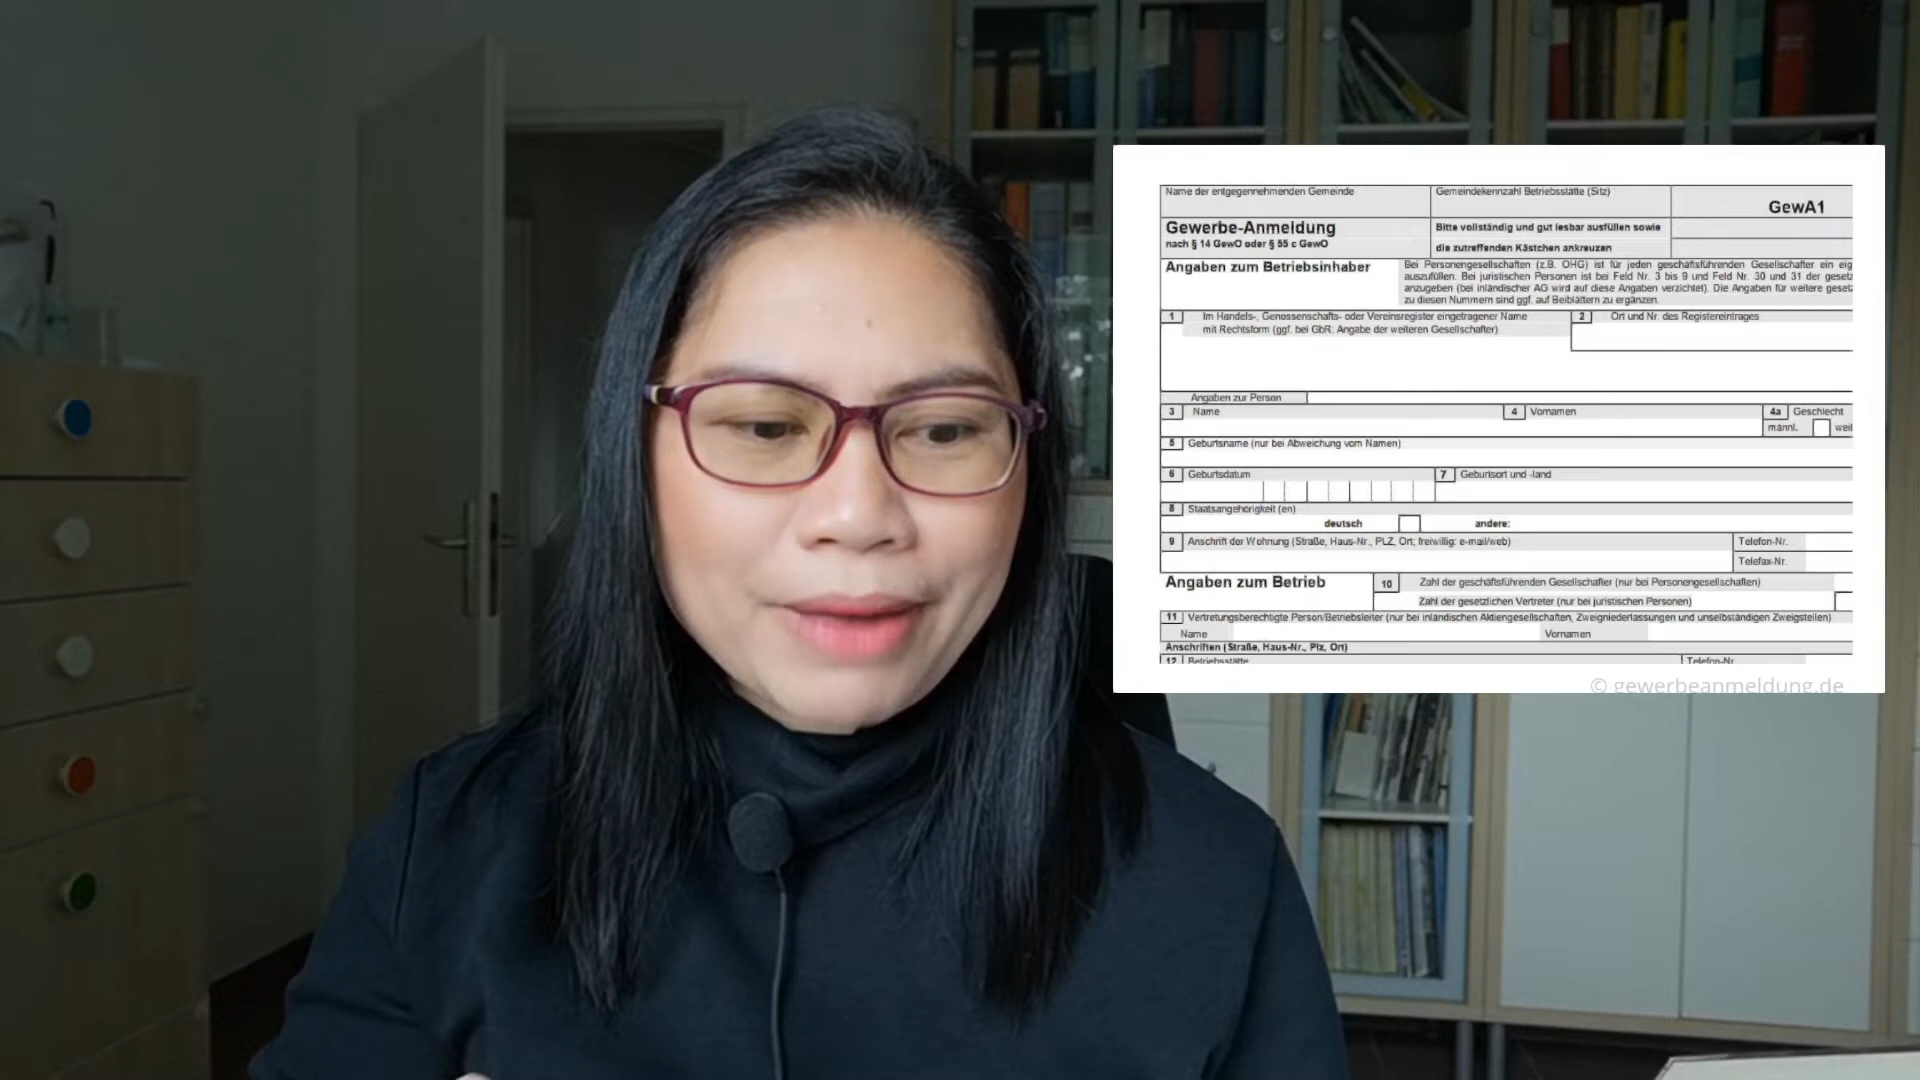 Name der entgegennehmenden Gemeinde
Gemeindekennzahl Betriebsstätte (Sitz)
GewA1
Gewerbe-Anmeldung
nach § 14 GewO oder § 55 c GewO
Bitte vollständig und gut lesbar ausfüllen sowie
die zutreffenden Kästchen ankreuzen
Angaben zum Betriebsinhaber
Bei Personengesellschaften (z.B. OHG) ist für jeden geschäftsführenden Gesellschafter ein eig
auszufüllen. Bei juristischen Personen ist bei Feld Nr. 3 bis 9 und Feld Nr. 30 und 31 der gesetz
anzugeben (bei inländischer AG wird auf diese Angaben verzichtet). Die Angaben für weitere gesetz
zu diesen Nummern sind ggf. auf Beiblättern zu ergänzen.
1 Im Handels-, Genossenschafts- oder Vereinsregister eingetragener Name
mit Rechtsform (ggf. bei GbR: Angabe der weiteren Gesellschafter)
2 Ort und Nr. des Registereintrages
Angaben zur Person
3 Name
4 Vornamen
4a Geschlecht
männl. weil
5 Geburtsname (nur bei Abweichung vom Namen)
6 Geburtsdatum
7 Geburtsort und -land
8 Staatsangehörigkeit (en)
deutsch andere:
9 Anschrift der Wohnung (Straße, Haus-Nr., PLZ, Ort; freiwillig: e-mail/web)
Telefon-Nr.
Telefax-Nr.
Angaben zum Betrieb
10 Zahl der geschäftsführenden Gesellschafter (nur bei Personengesellschaften)
Zahl der gesetzlichen Vertreter (nur bei juristischen Personen)
11 Vertretungsberechtigte Person/Betriebsleiter (nur bei inländischen Aktiengesellschaften, Zweigniederlassungen und unselbständigen Zweigstellen)
Name Vornamen
Anschriften (Straße, Haus-Nr., Plz, Ort)
12 Betriebsstätte
Telefon-Nr.
© gewerbeanmeldung.de